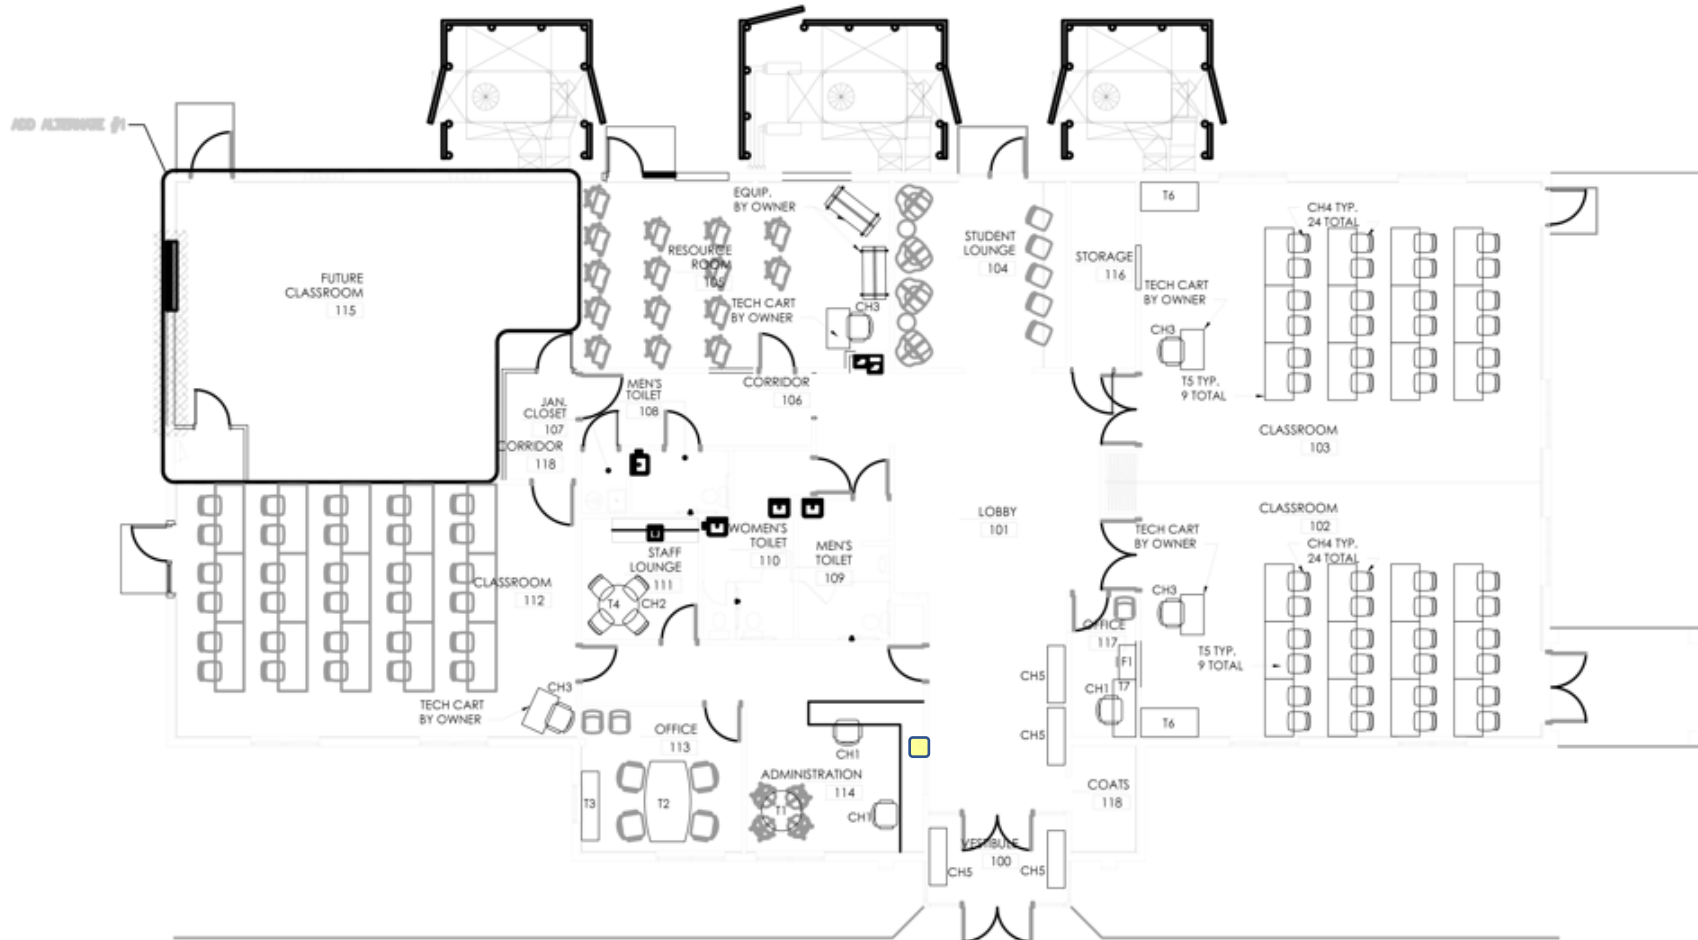 ADD ALTERNATE #1
FUTURE
CLASSROOM
115
EQUIP.
BY OWNER
RESOURCE
ROOM
105
TECH CART
BY OWNER
CH3
STUDENT
LOUNGE
104
STORAGE
116
T6
CH4 TYP.
24 TOTAL
TECH CART
BY OWNER
CH3
T5 TYP.
9 TOTAL
CLASSROOM
103
MEN'S
TOILET
108
CORRIDOR
106
JAN.
CLOSET
107
CORRIDOR
118
LOBBY
101
CLASSROOM
102
CH4 TYP.
24 TOTAL
TECH CART
BY OWNER
CH3
T5 TYP.
9 TOTAL
T6
WOMEN'S
TOILET
110
MEN'S
TOILET
109
STAFF
LOUNGE
111
T4
CH2
CLASSROOM
112
TECH CART
BY OWNER
CH3
OFFICE
117
F1
T7
CH1
CH5
CH5
OFFICE
113
T3
T2
ADMINISTRATION
114
T1
CH1
CH1
COATS
118
VESTIBULE
100
CH5
CH5